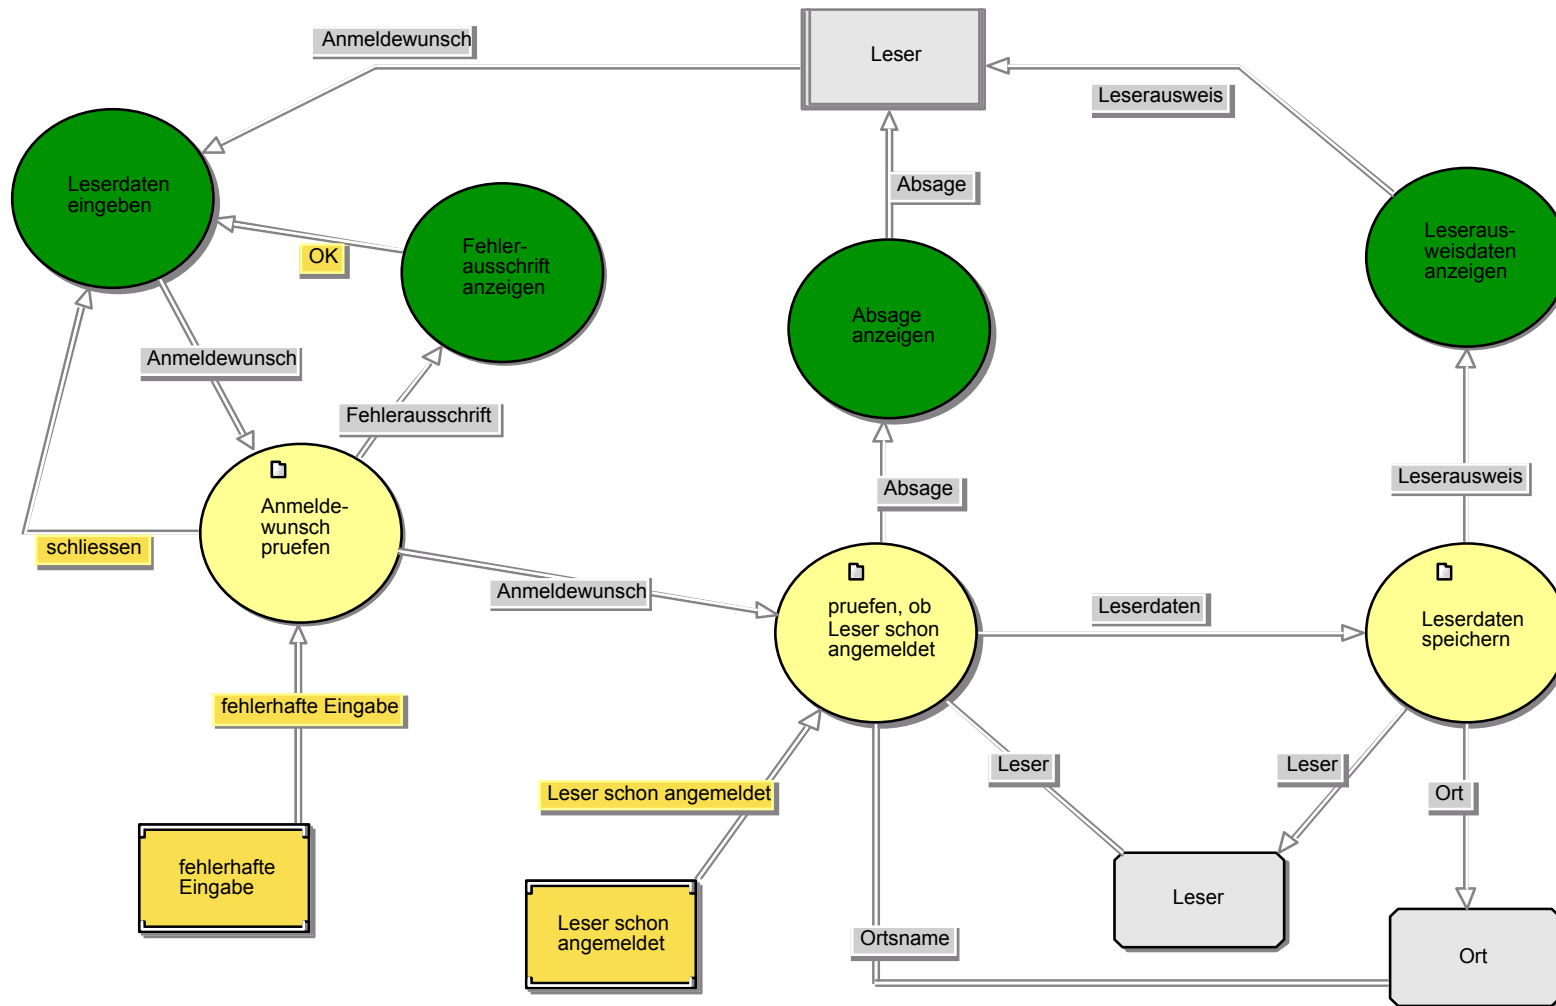 Anmeldewunsch
Leser
Leserausweis
Leserdaten
eingeben
Absage
OK
Fehler-
ausschrift
anzeigen
Leseraus-
weisdaten
anzeigen
Absage
anzeigen
Anmeldewunsch
Fehlerausschrift
Absage
Leserausweis
Anmelde-
wunsch
pruefen
schliessen
Anmeldewunsch
pruefen, ob
Leser schon
angemeldet
Leserdaten
Leserdaten
speichern
fehlerhafte Eingabe
Leser schon angemeldet
Leser
Leser
Ort
fehlerhafte
Eingabe
Leser schon
angemeldet
Leser
Ortsname
Ort